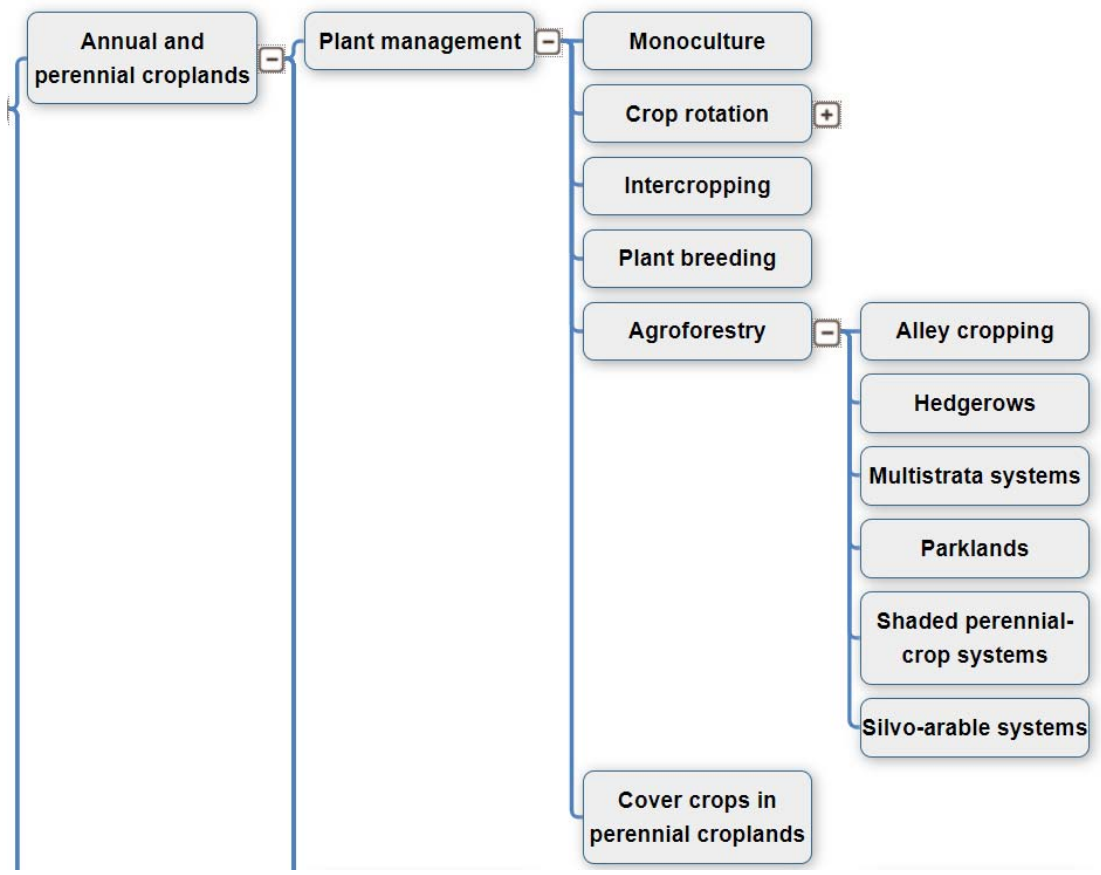 Annual and
perennial croplands
Plant management
Monoculture
Crop rotation
Intercropping
Plant breeding
Agroforestry
Alley cropping
Hedgerows
Multistrata systems
Parklands
Shaded perennial-
crop systems
Silvo-arable systems
Cover crops in
perennial croplands